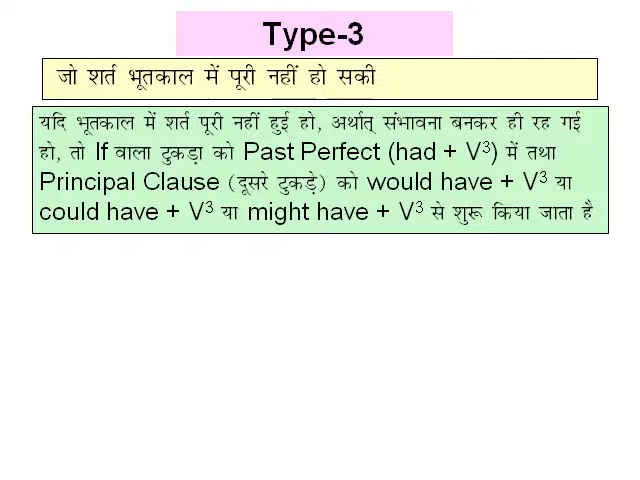 Type-3
जो शर्त भूतकाल में पूरी नहीं हो सकी
यदि भूतकाल में शर्त पूरी नहीं हुई हो, अर्थात् संभावना बनकर ही रह गई
हो, तो If वाला टुकड़ा को Past Perfect (had + V³) में तथा
Principal Clause (दूसरे टुकड़े) को would have + V³ या
could have + V³ या might have + V³ से शुरू किया जाता है